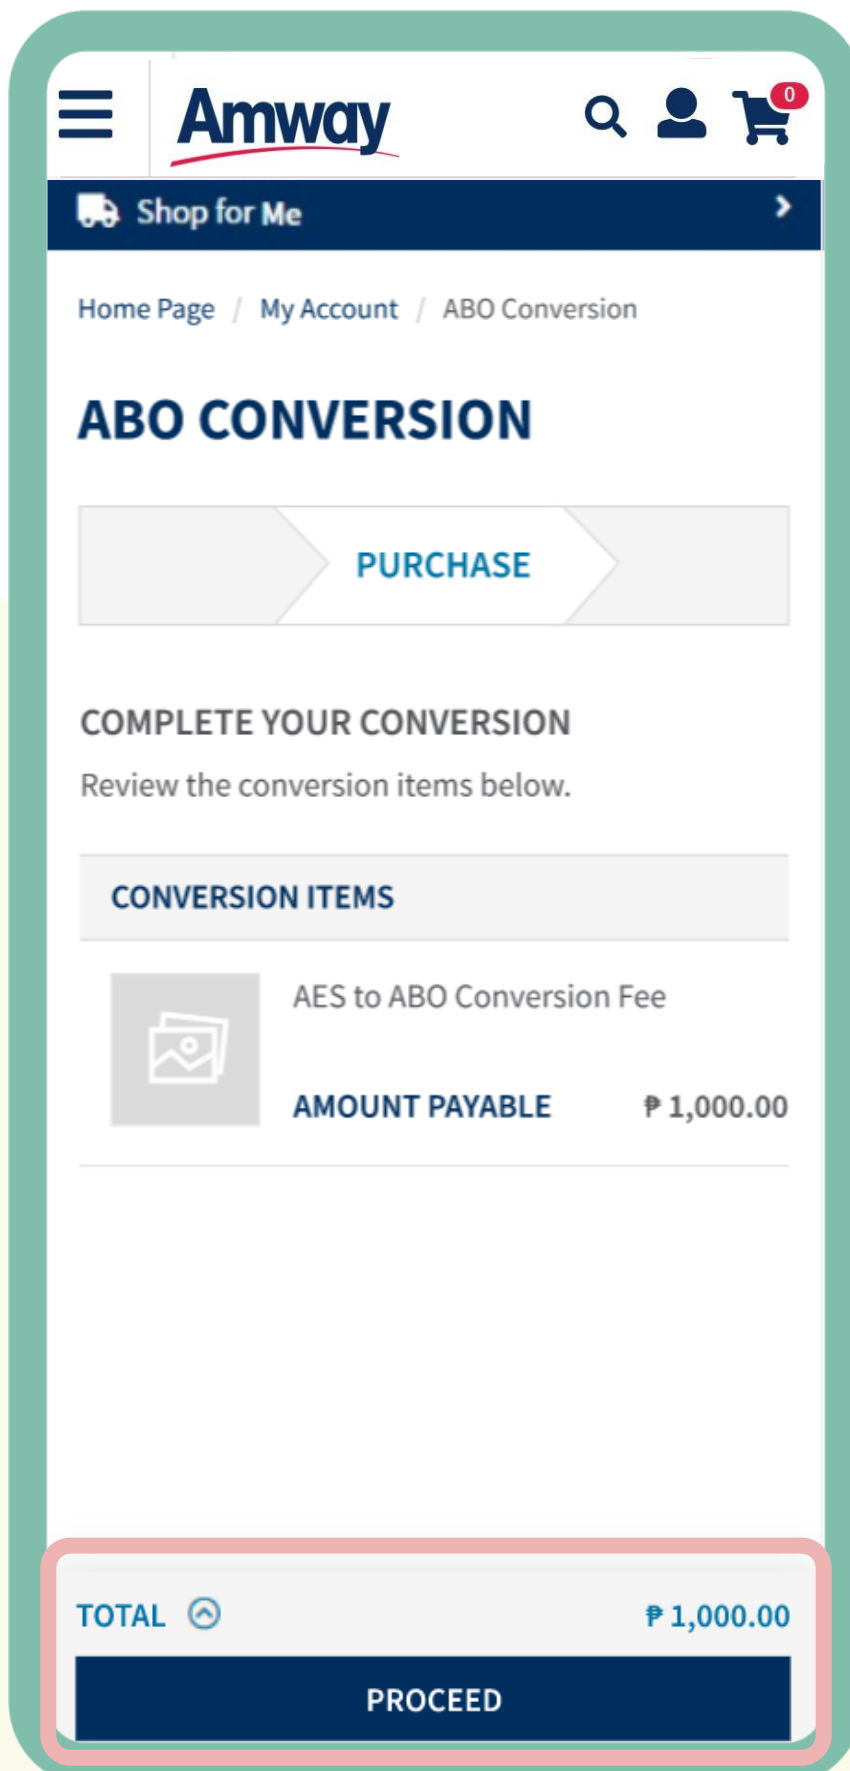 Amway
0
Shop for Me
Home Page / My Account / ABO Conversion
ABO CONVERSION
PURCHASE
COMPLETE YOUR CONVERSION
Review the conversion items below.
CONVERSION ITEMS
AES to ABO Conversion Fee
AMOUNT PAYABLE ₱ 1,000.00
TOTAL ₱ 1,000.00
PROCEED